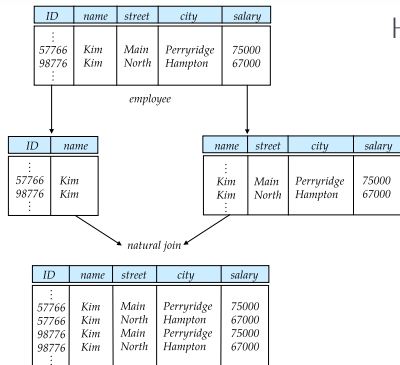 ID name street city salary
⋮
57766 Kim Main Perryridge 75000
98776 Kim North Hampton 67000
⋮
employee
ID name
⋮
57766 Kim
98776 Kim
⋮
name street city salary
⋮
Kim Main Perryridge 75000
Kim North Hampton 67000
⋮
natural join
ID name street city salary
⋮
57766 Kim Main Perryridge 75000
57766 Kim North Hampton 67000
98776 Kim Main Perryridge 75000
98776 Kim North Hampton 67000
⋮